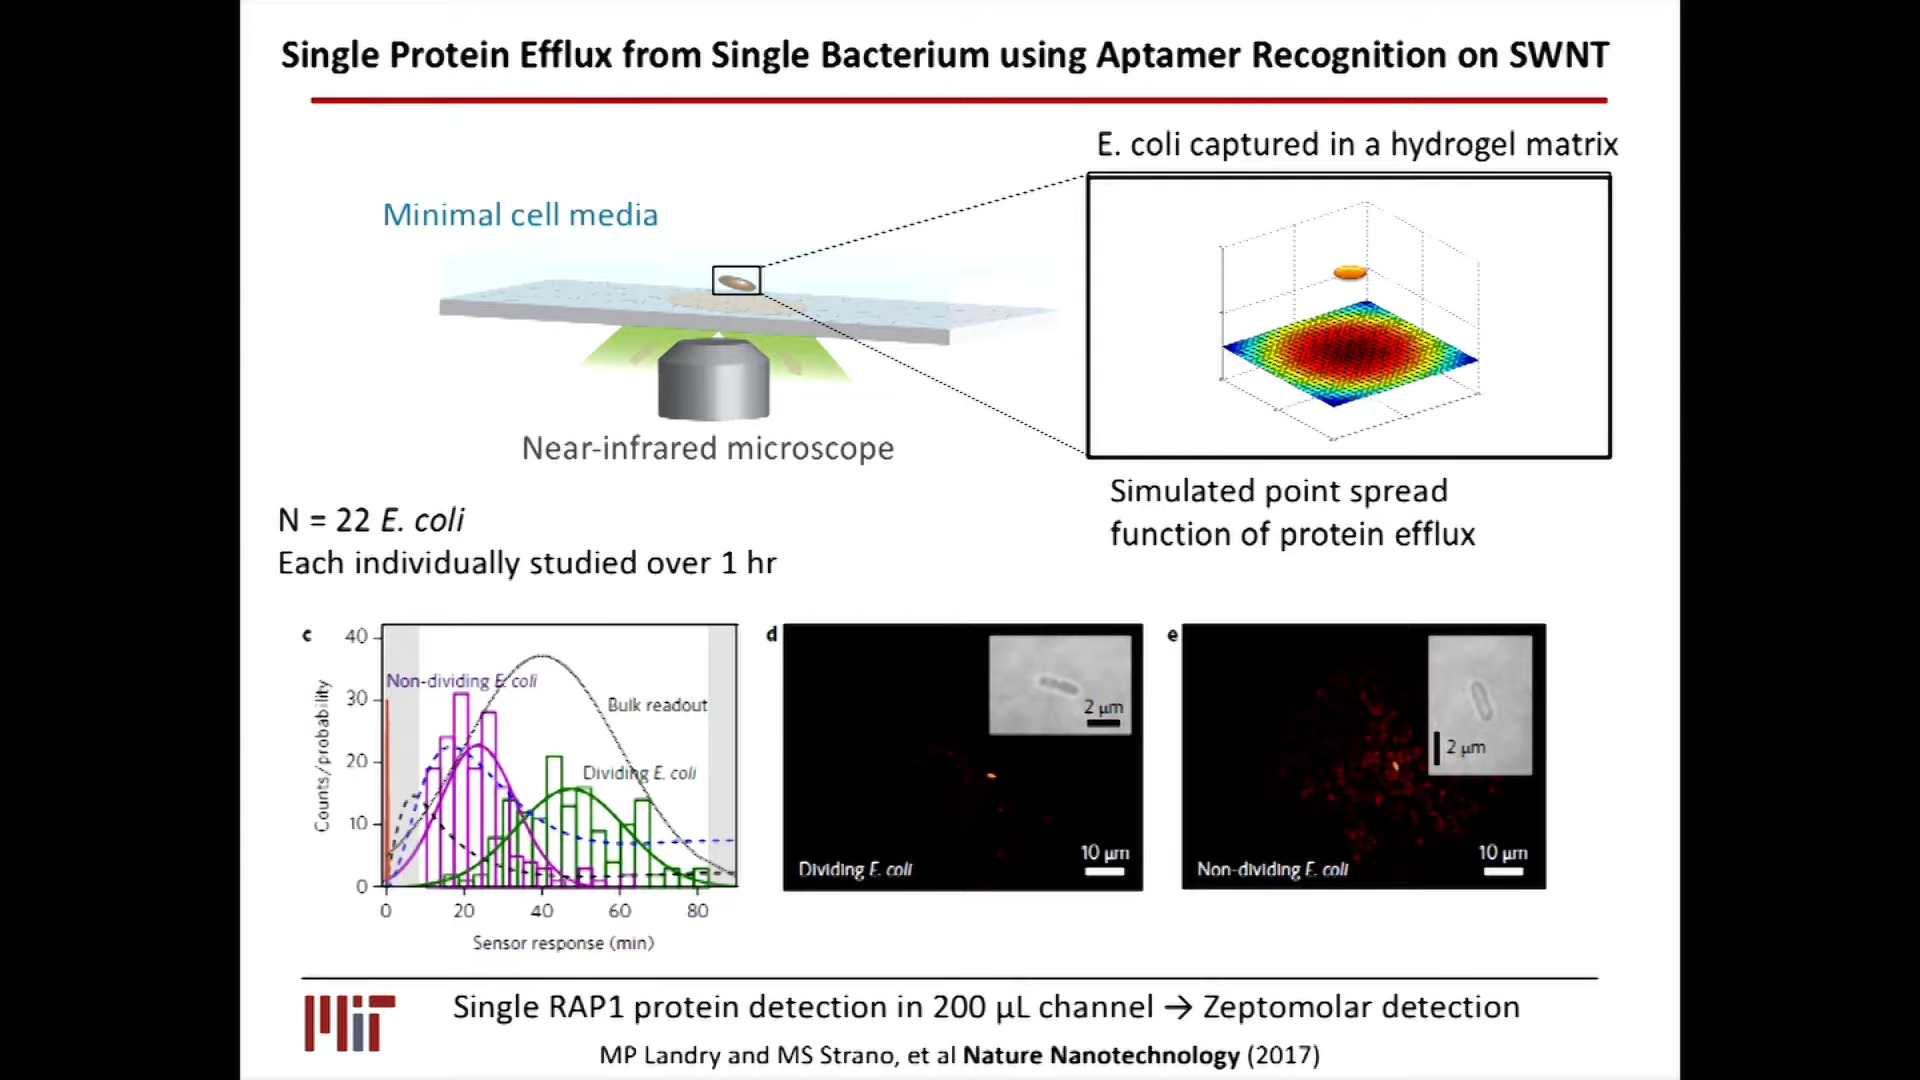 Single Protein Efflux from Single Bacterium using Aptamer Recognition on SWNT
E. coli captured in a hydrogel matrix
Minimal cell media
Near-infrared microscope
Simulated point spread
function of protein efflux
N = 22 E. coli
Each individually studied over 1 hr
c
40
30
20
10
0
Counts/probability
Non-dividing E. coli
Bulk readout
Dividing E. coli
0 20 40 60 80
Sensor response (min)
d
2 µm
10 µm
Dividing E. coli
e
2 µm
10 µm
Non-dividing E. coli
MIT
Single RAP1 protein detection in 200 µL channel → Zeptomolar detection
MP Landry and MS Strano, et al Nature Nanotechnology (2017)